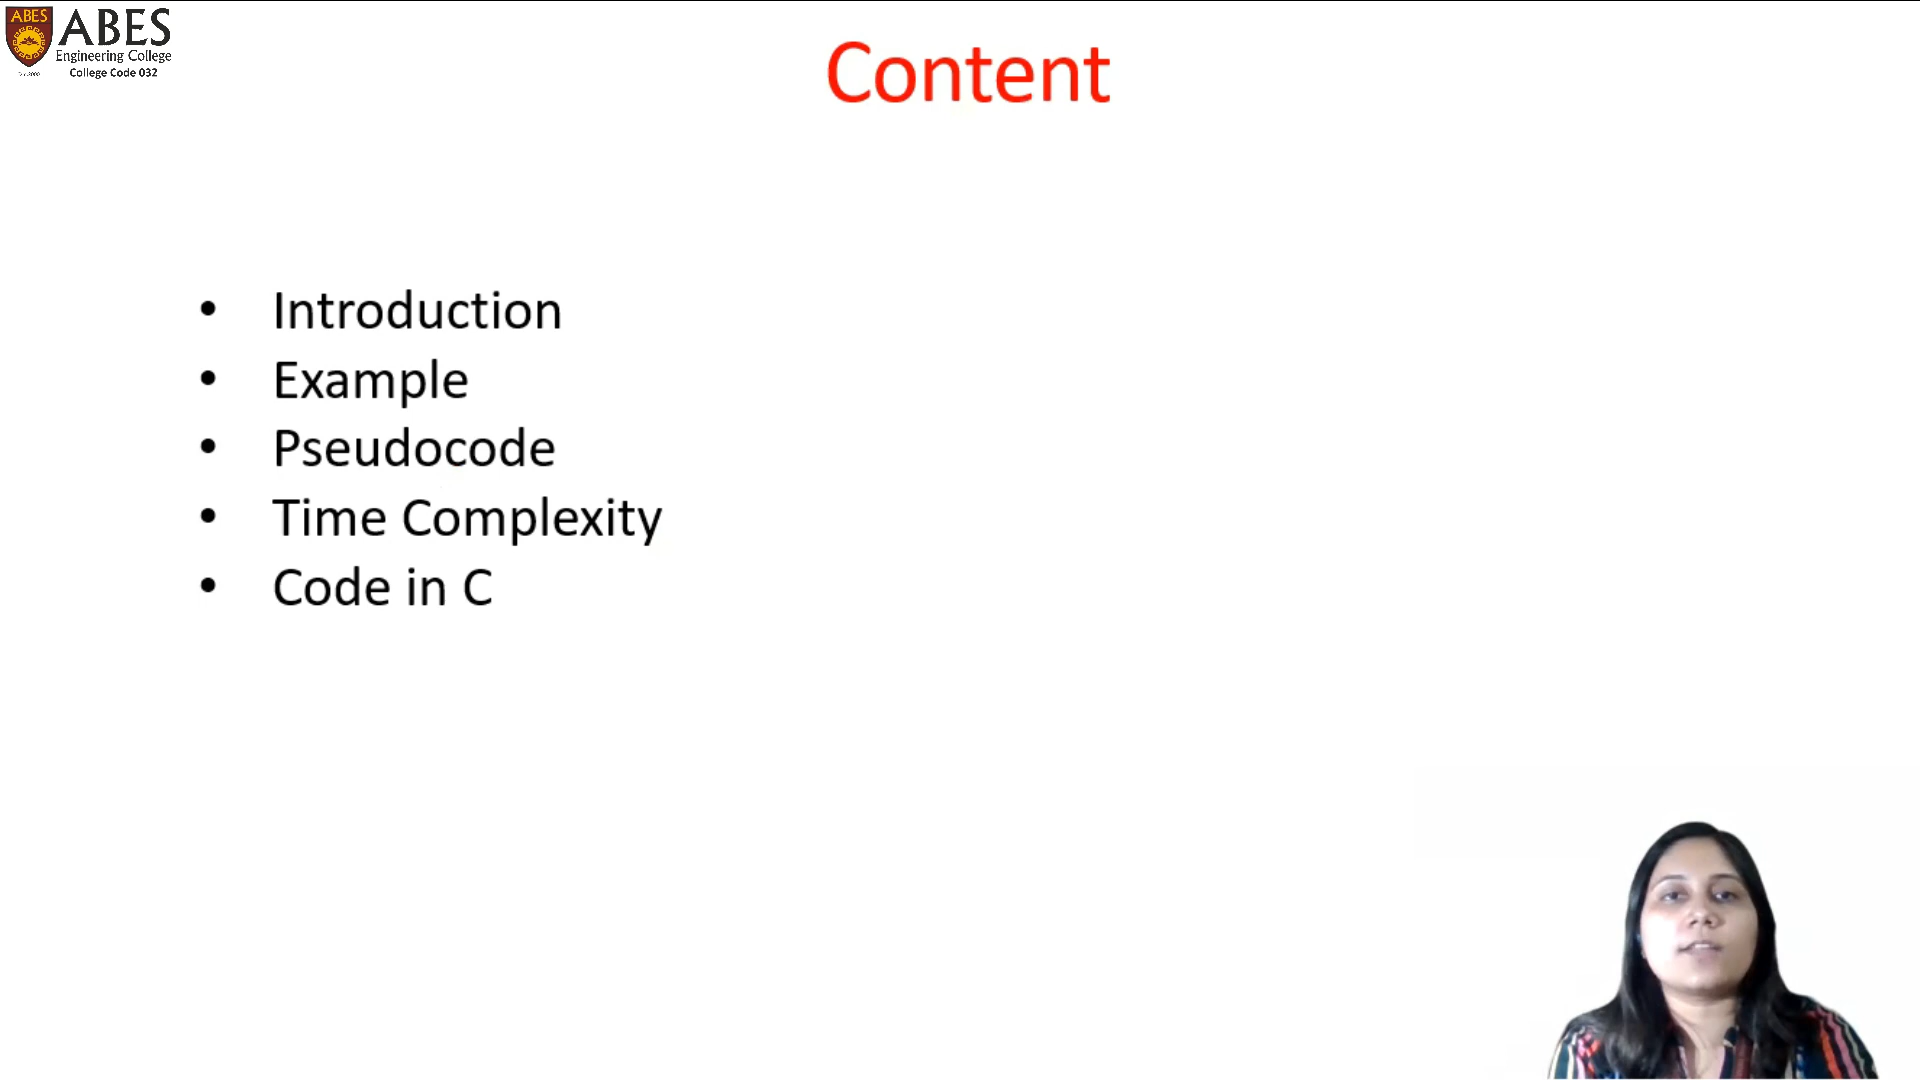 ABES
ABES
Engineering College
College Code 032
Content
• Introduction
• Example
• Pseudocode
• Time Complexity
• Code in C